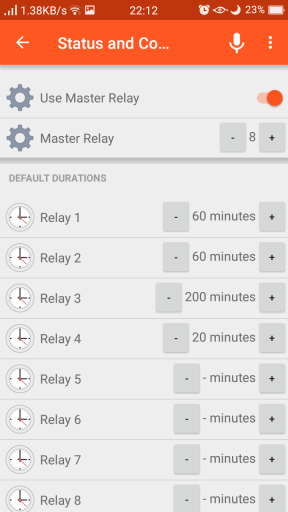 1.38KB/s 22:12 23%
Status and Co...
Use Master Relay
Master Relay - 8 +
DEFAULT DURATIONS
Relay 1 - 60 minutes +
Relay 2 - 60 minutes +
Relay 3 - 200 minutes +
Relay 4 - 20 minutes +
Relay 5 - - minutes +
Relay 6 - - minutes +
Relay 7 - - minutes +
Relay 8 - - minutes +